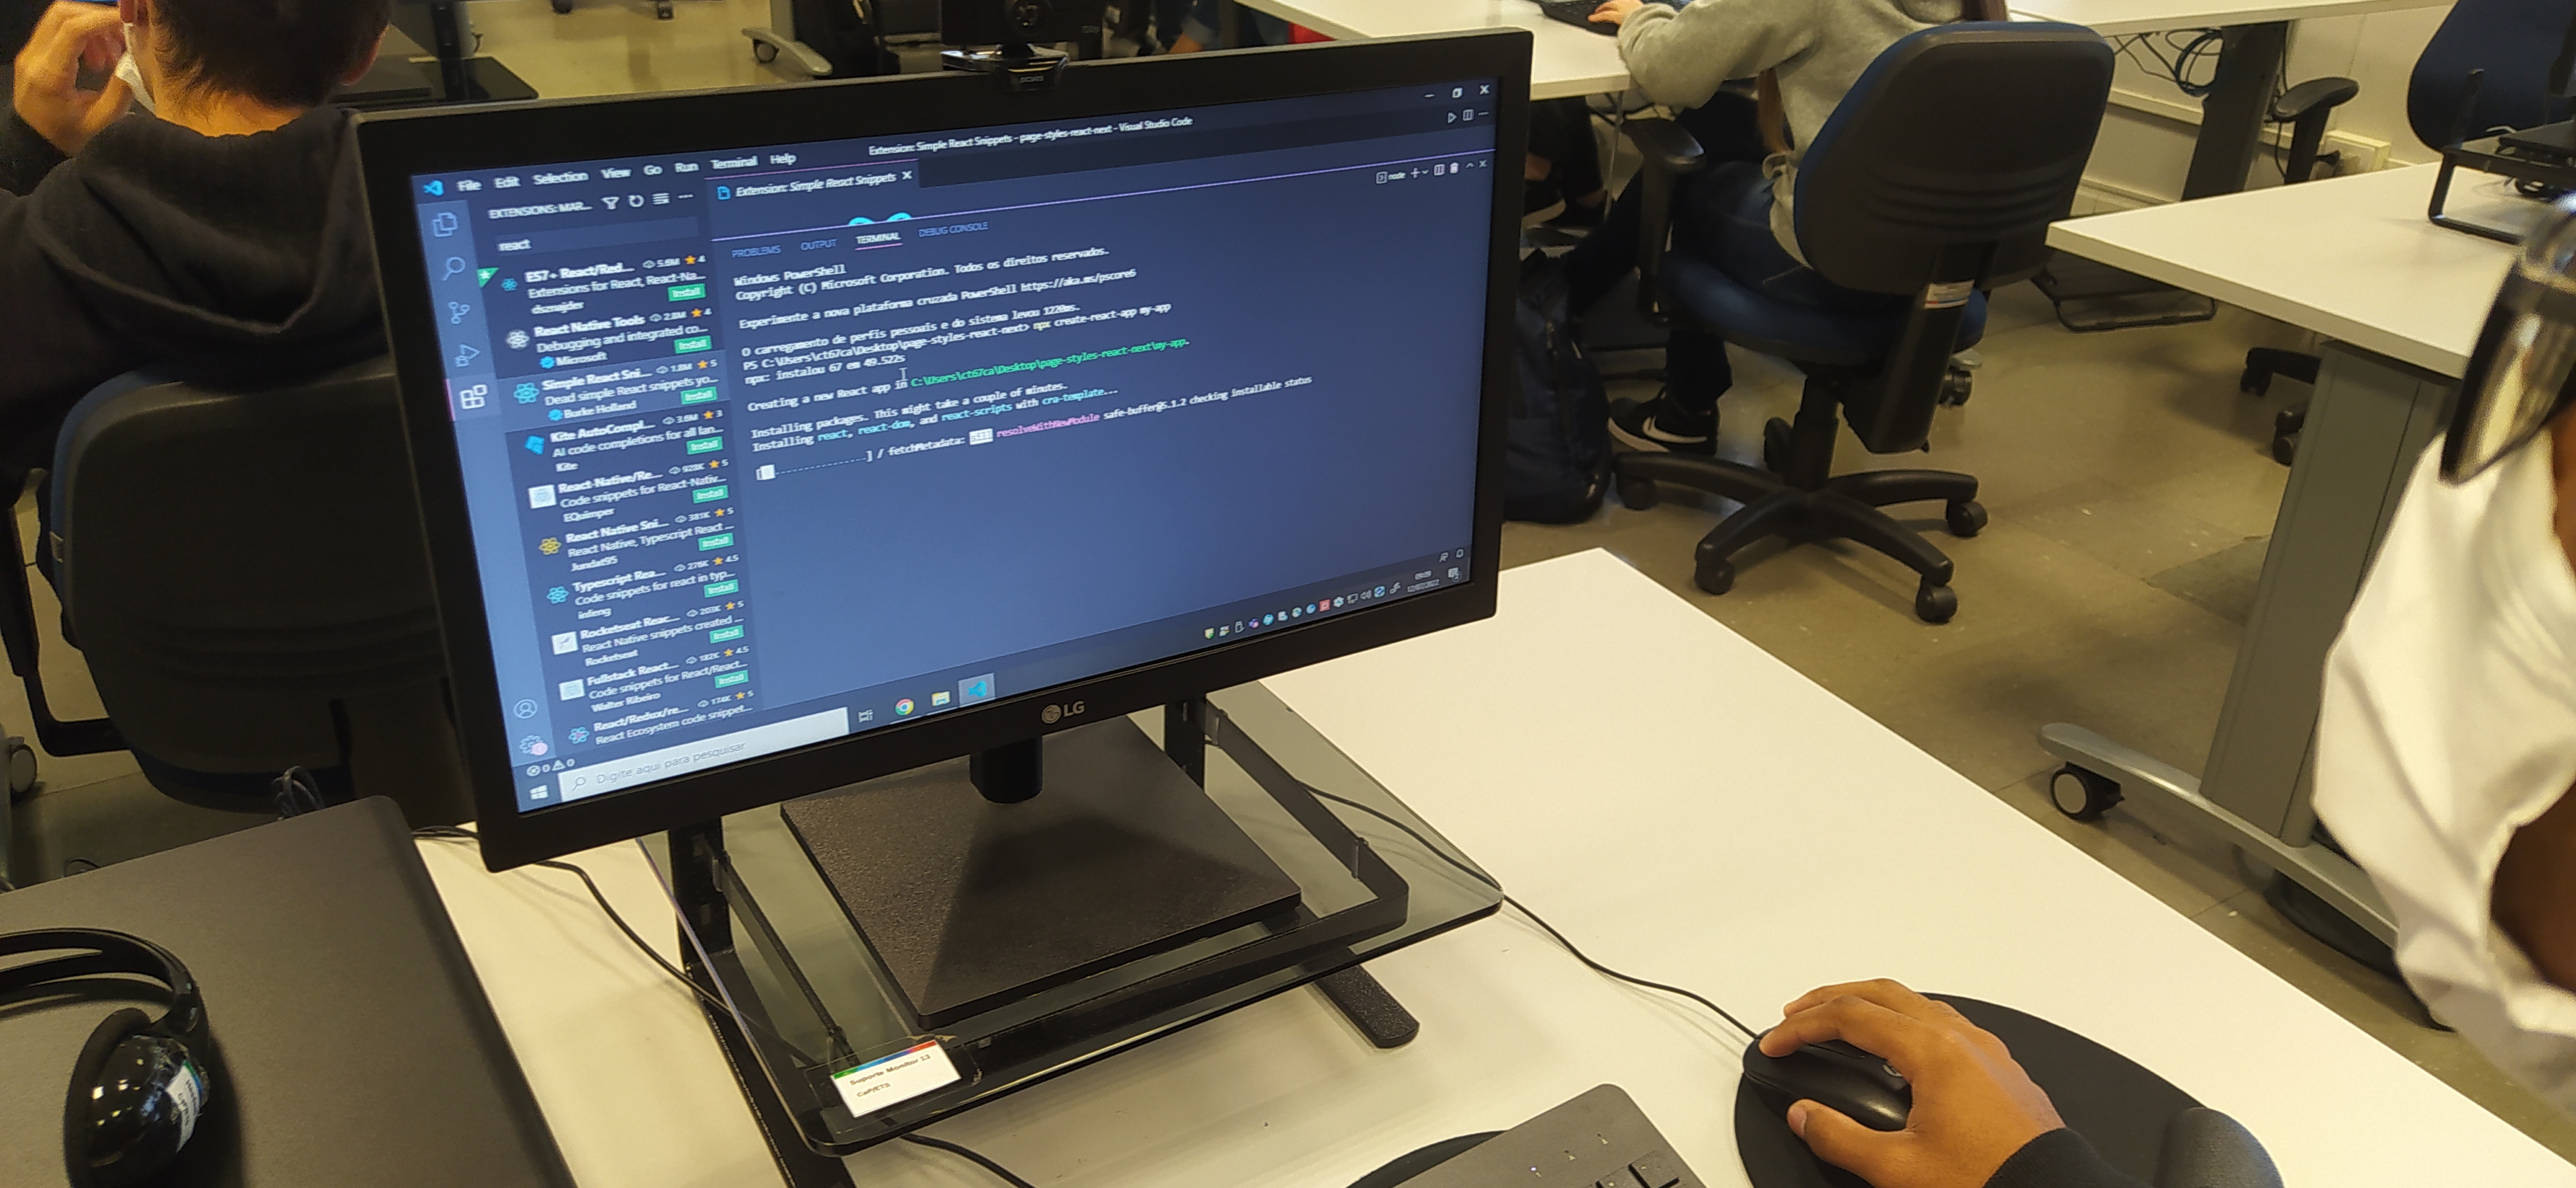 Extension: Simple React Snippets - page-styles-react-next - Visual Studio Code
File Edit Selection View Go Run Terminal Help
EXTENSIONS: MAR...
Extension: Simple React Snippets
node
react
PROBLEMS OUTPUT TERMINAL DEBUG CONSOLE
ES7+ React/Red... 5.6M 4
Extensions for React, React-Na...
dsznajder Install
React Native Tools 2.8M 4
Debugging and integrated co...
Microsoft Install
Simple React Sni... 1.8M 5
Dead simple React snippets yo...
Burke Holland Install
Kite AutoCompl... 3.6M 3
AI code completions for all lan...
Kite Install
React-Native/Re... 928K 5
Code snippets for React-Nativ...
EQuimper Install
React Native Sni... 381K 5
React Native, Typescript React ...
Jundat95 Install
Typescript Rea... 276K 4.5
Code snippets for react in typ...
infeng Install
Rocketseat Reac... 203K 5
React Native snippets created ...
Rocketseat Install
Fullstack React... 182K 4.5
Code snippets for React/React...
Walter Ribeiro Install
React/Redux/re... 174K 5
React Ecosystem code snippet...
Windows PowerShell
Copyright (C) Microsoft Corporation. Todos os direitos reservados.
Experimente a nova plataforma cruzada PowerShell https://aka.ms/pscore6
O carregamento de perfis pessoais e do sistema levou 1220ms.
PS C:\Users\ct67ca\Desktop\page-styles-react-next> npx create-react-app my-app
npx: instalou 67 em 49.522s
Creating a new React app in C:\Users\ct67ca\Desktop\page-styles-react-next\my-app.
Installing packages. This might take a couple of minutes.
Installing react, react-dom, and react-scripts with cra-template...
[ ..................] / fetchMetadata: sill resolveWithNewModule safe-buffer@5.1.2 checking installable status
0 0
Digite aqui para pesquisar
LG
Suporte Monitor 13
CaP/ETS